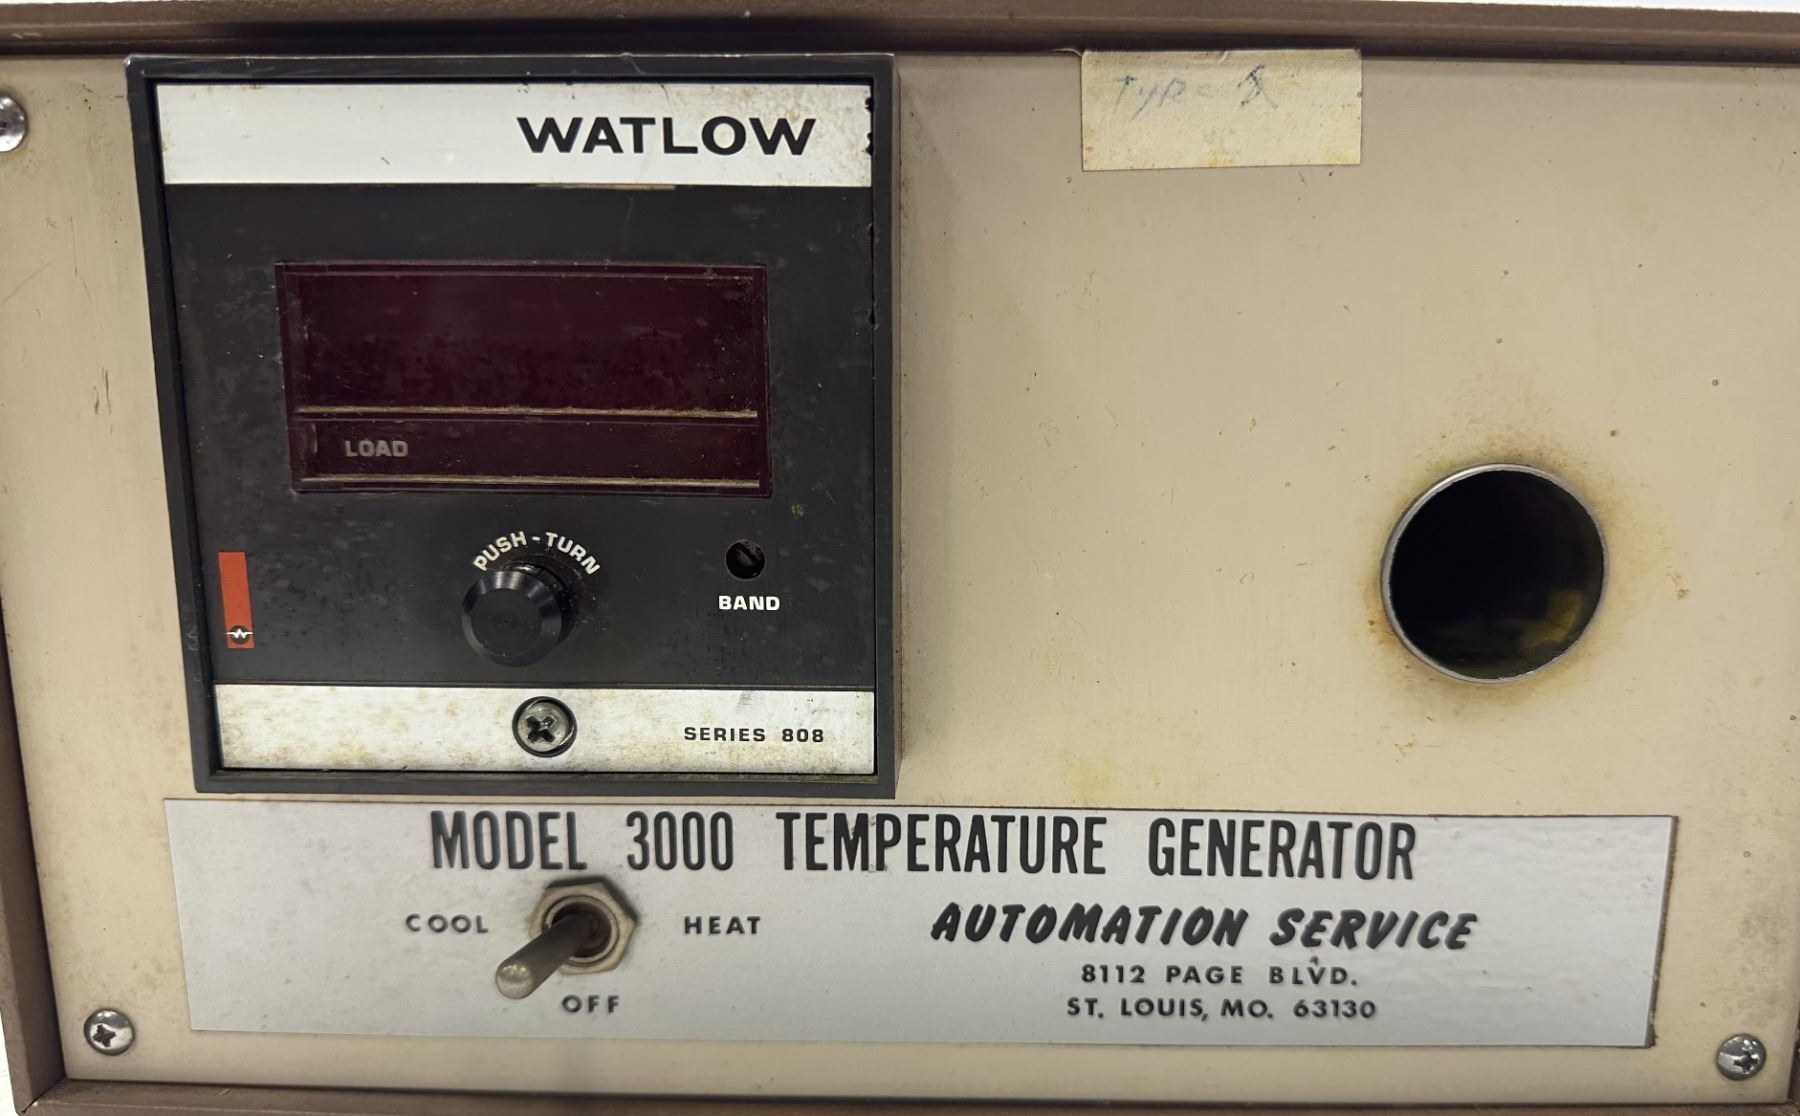 WATLOW
TYPE
LOAD
PUSH-TURN
BAND
SERIES 808
MODEL 3000 TEMPERATURE GENERATOR
COOL
HEAT
OFF
AUTOMATION SERVICE
8112 PAGE BLVD.
ST. LOUIS, MO. 63130